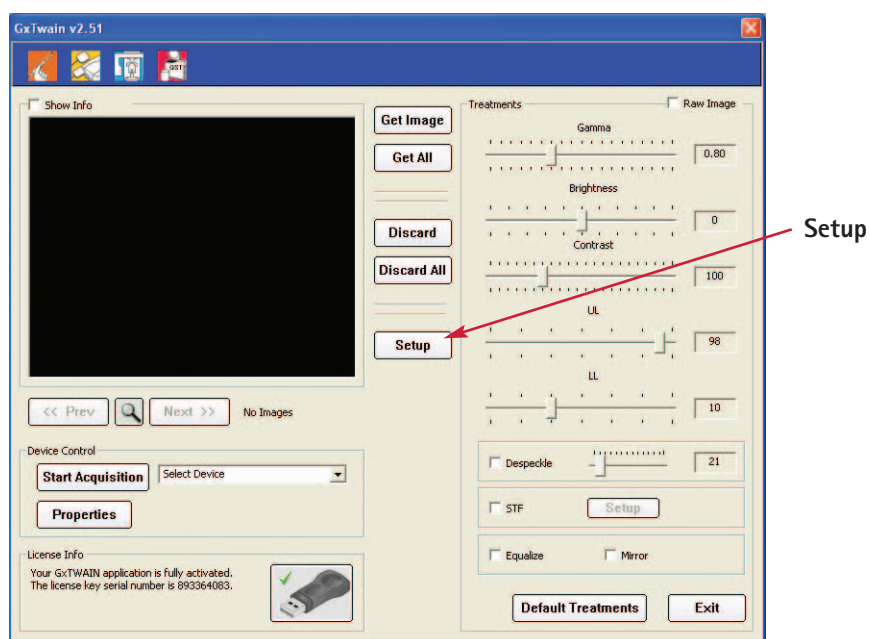 GxTwain v2.51
GST
Show Info
Get Image
Get All
Discard
Discard All
Setup
<< Prev
Next >>
No Images
Device Control
Start Acquisition
Select Device
Properties
License Info
Your GxTWAIN application is fully activated.
The license key serial number is 893364083.
Treatments
Raw Image
Gamma
0.80
Brightness
0
Contrast
100
UL
98
LL
10
Despeckle
21
STF
Setup
Equalize
Mirror
Default Treatments
Exit
Setup